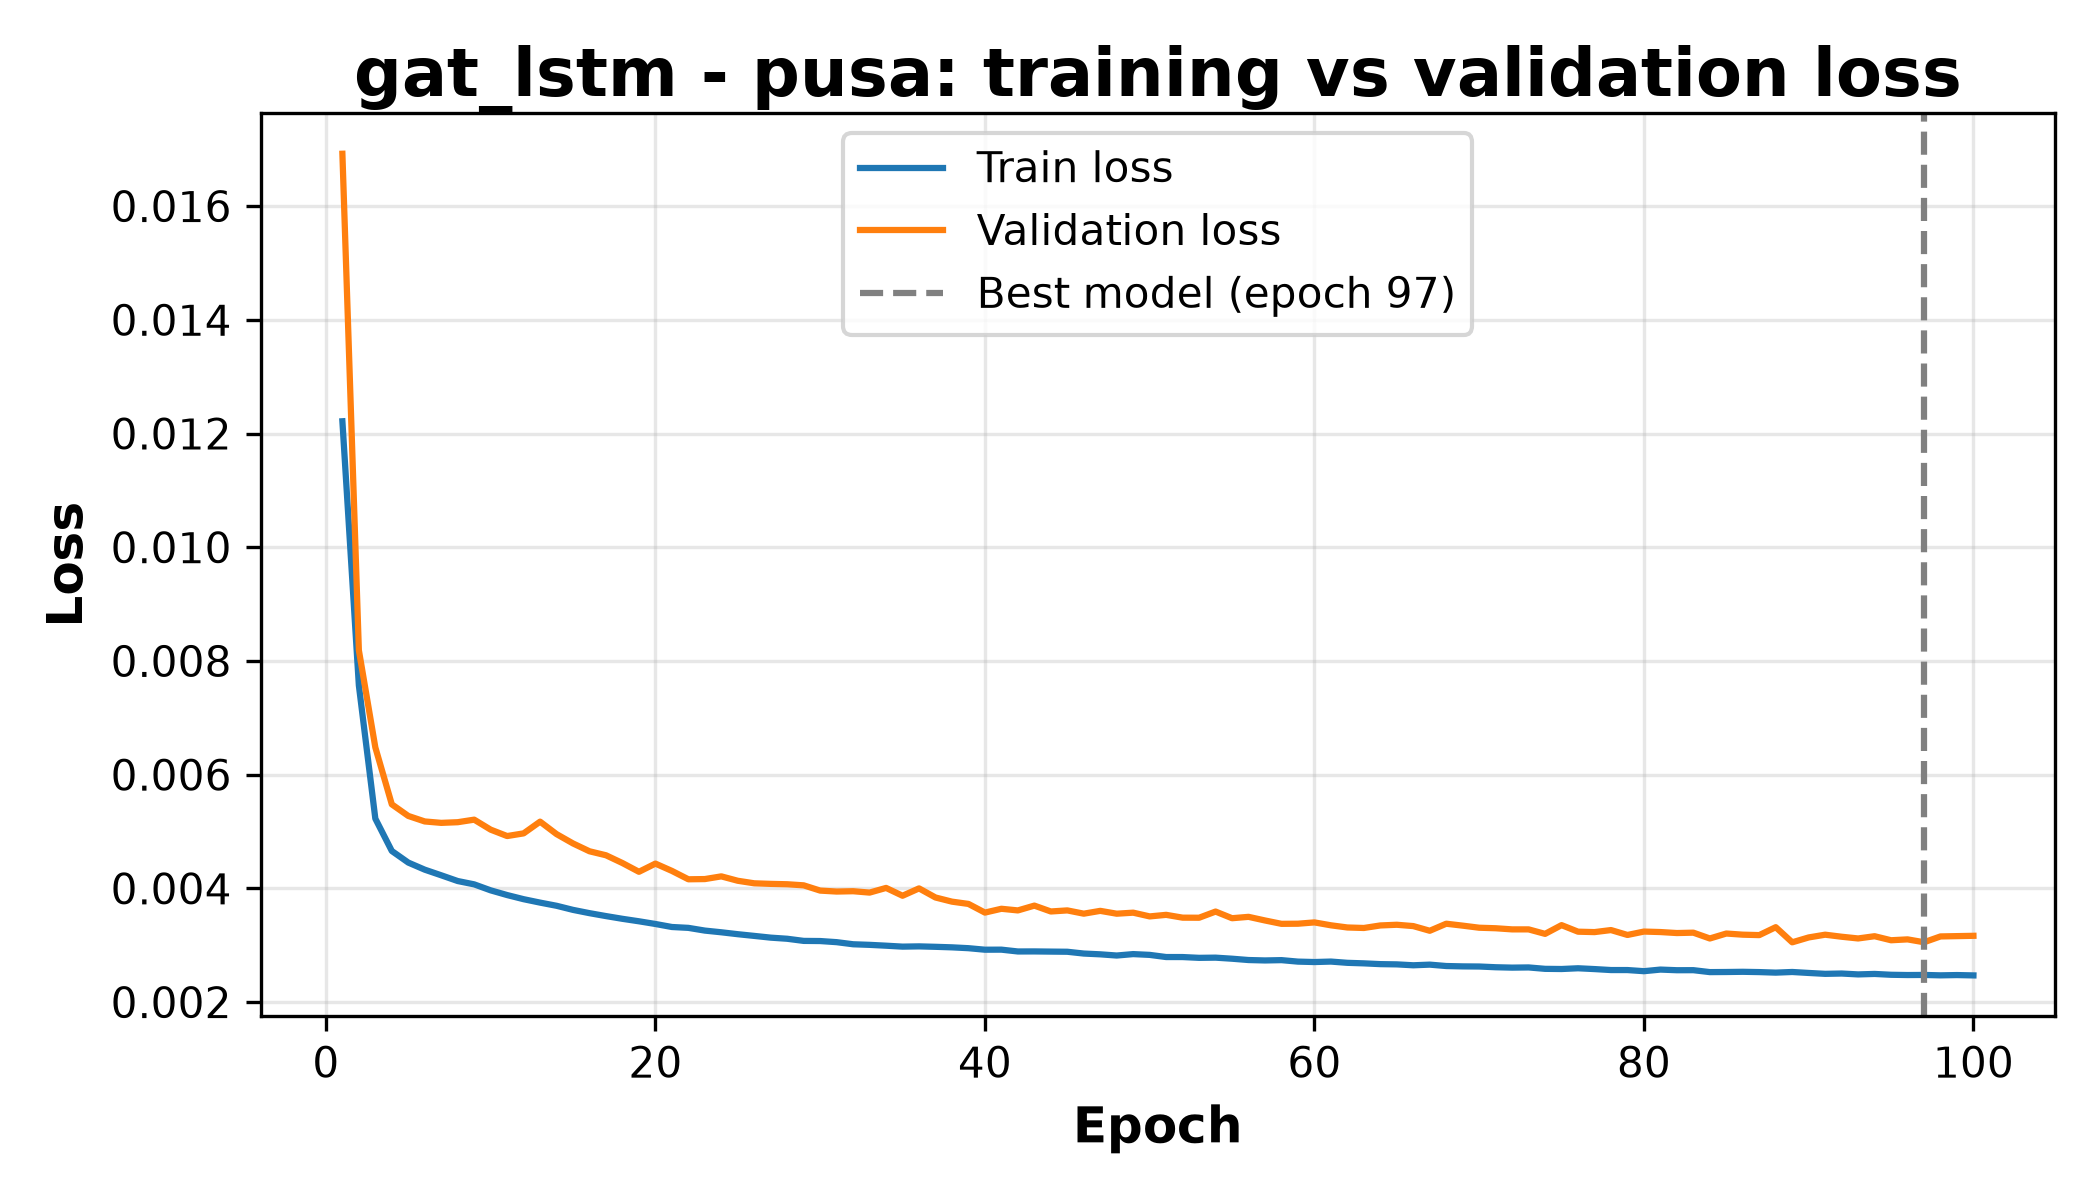 gat_lstm - pusa: training vs validation loss
Train loss
Validation loss
Best model (epoch 97)
Loss
0.016
0.014
0.012
0.010
0.008
0.006
0.004
0.002
0 20 40 60 80 100
Epoch